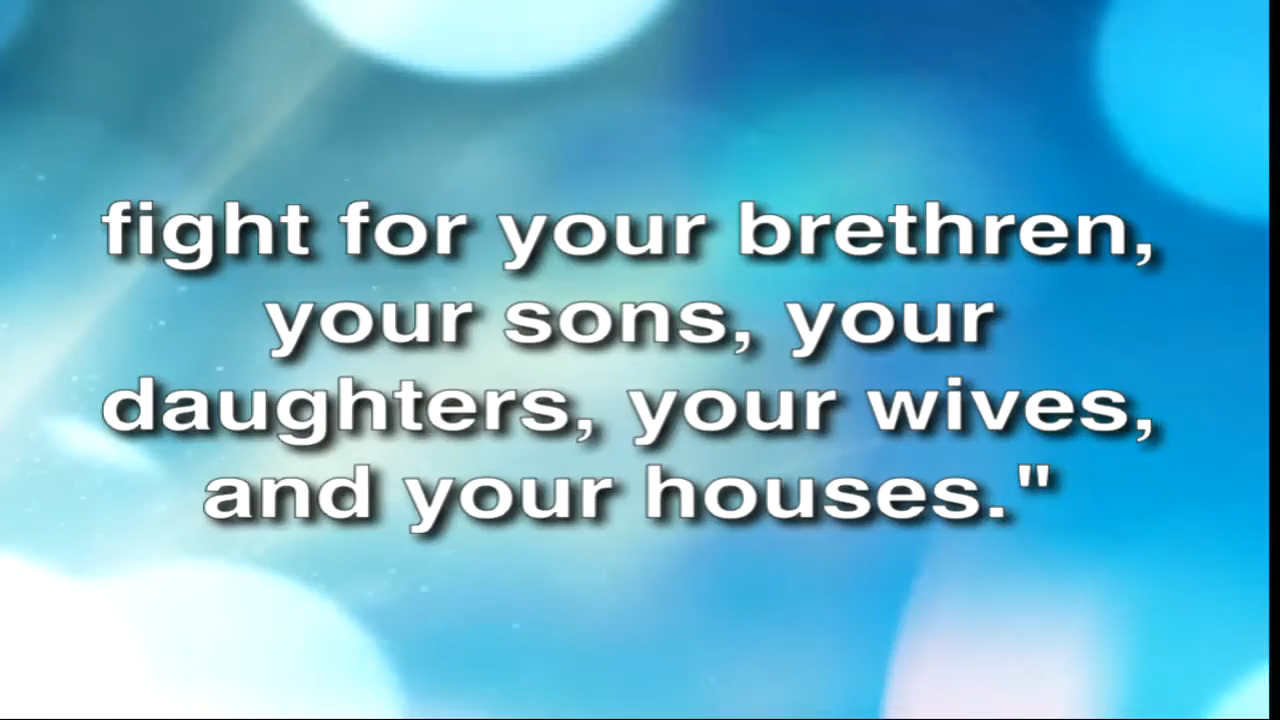 fight for your brethren,
your sons, your
daughters, your wives,
and your houses."